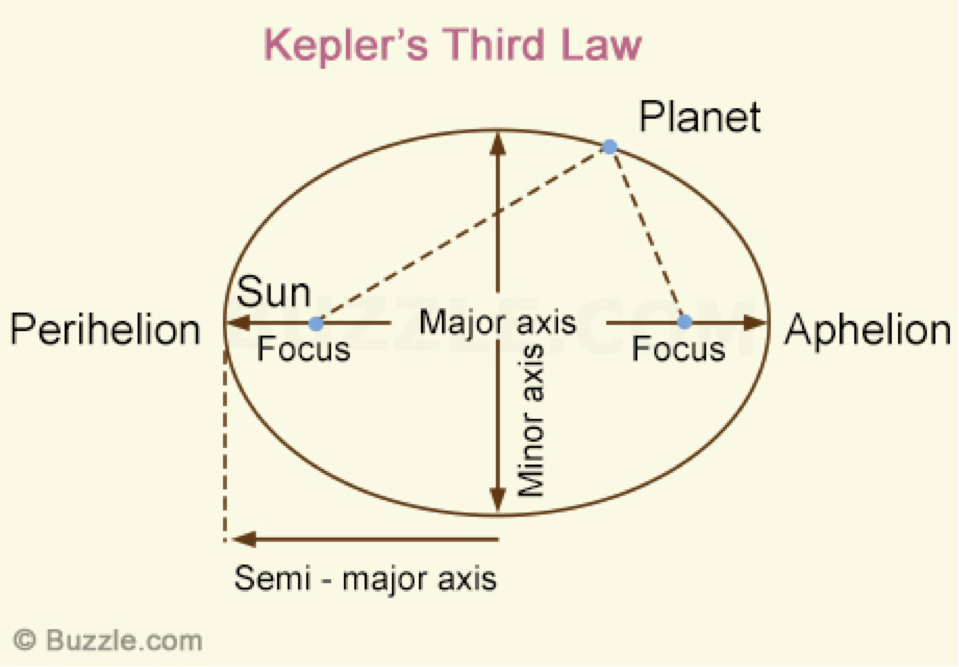 Kepler's Third Law
Planet
Sun
Perihelion
Focus
Major axis
Minor axis
Focus
Aphelion
Semi - major axis
BUZZLE.COM
© Buzzle.com